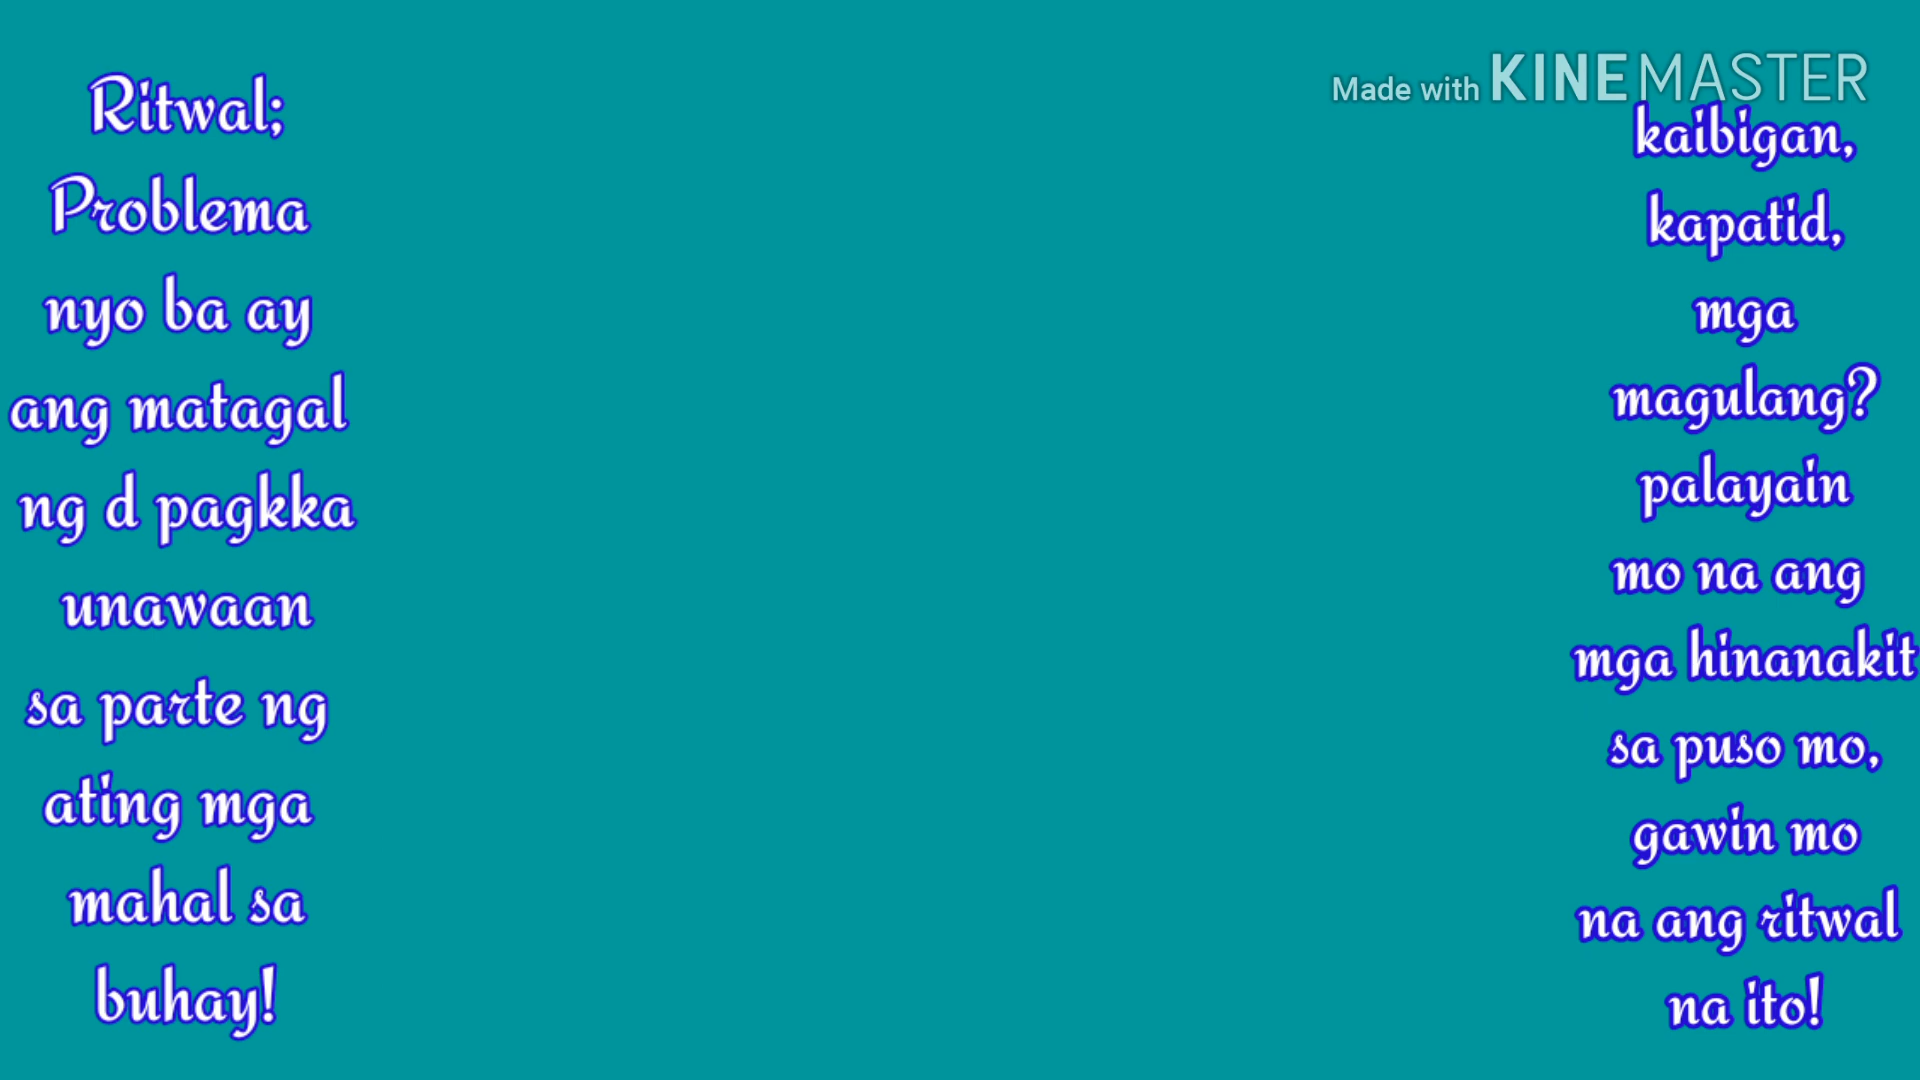 Ritwal;
Problema
nyo ba ay
ang matagal
ng d pagkka
unawaan
sa parte ng
ating mga
mahal sa
buhay!
Made with KINEMASTER
kaibigan,
kapatid,
mga
magulang?
palayain
mo na ang
mga hinanakit
sa puso mo,
gawin mo
na ang ritwal
na ito!